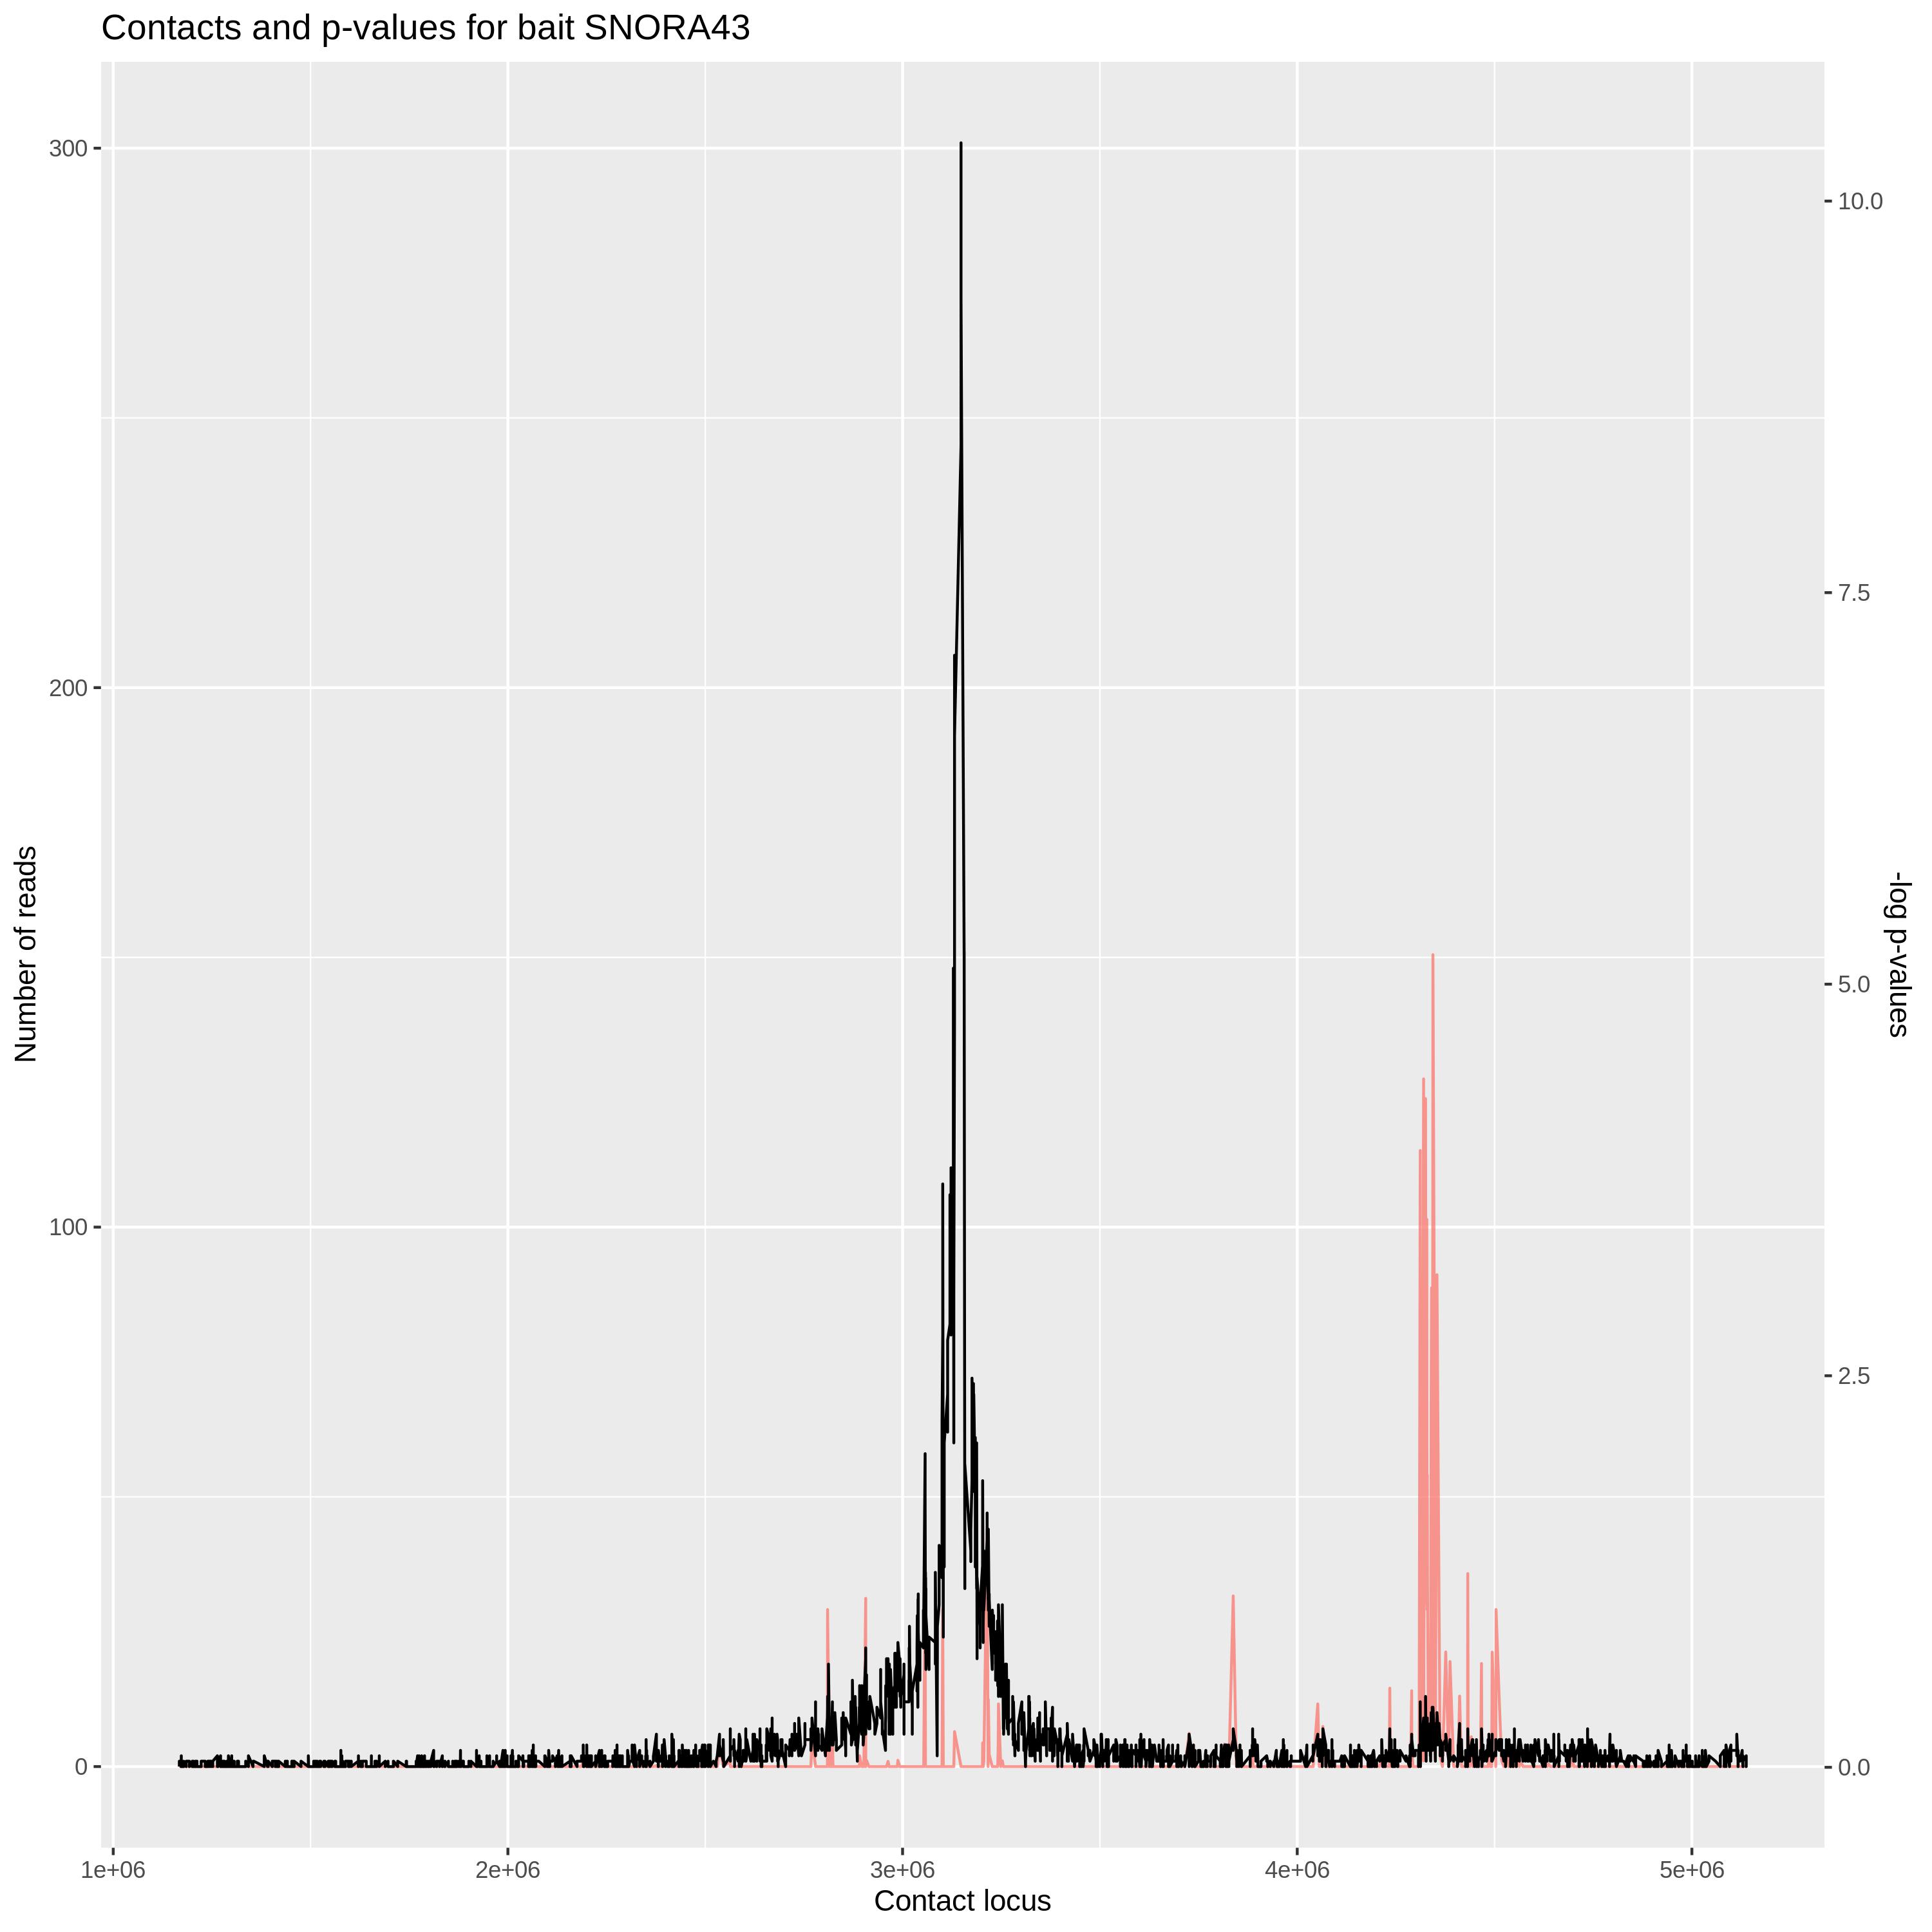 Contacts and p-values for bait SNORA43
300
200
100
0
Number of reads
10.0
7.5
5.0
2.5
0.0
-log p-values
1e+06
2e+06
3e+06
4e+06
5e+06
Contact locus